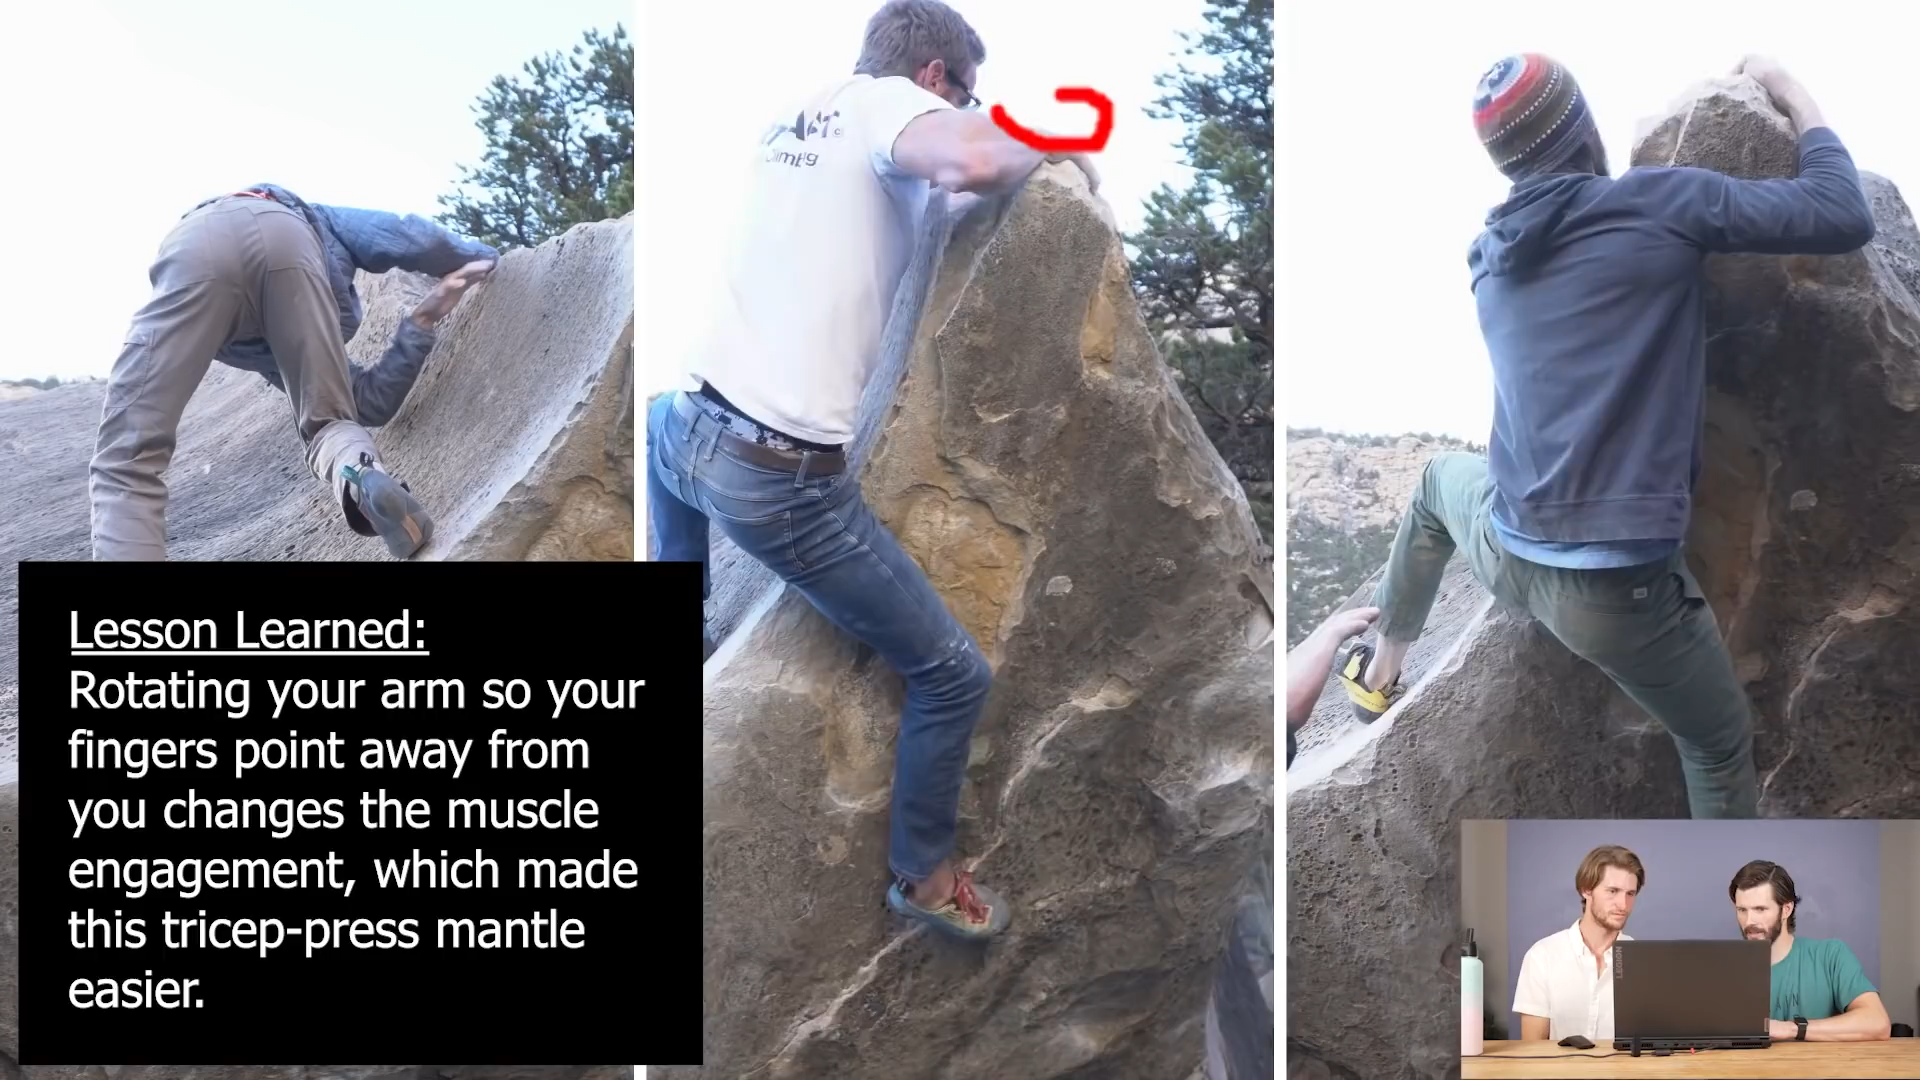 Lesson Learned:
Rotating your arm so your
fingers point away from
you changes the muscle
engagement, which made
this tricep-press mantle
easier.
LEGION